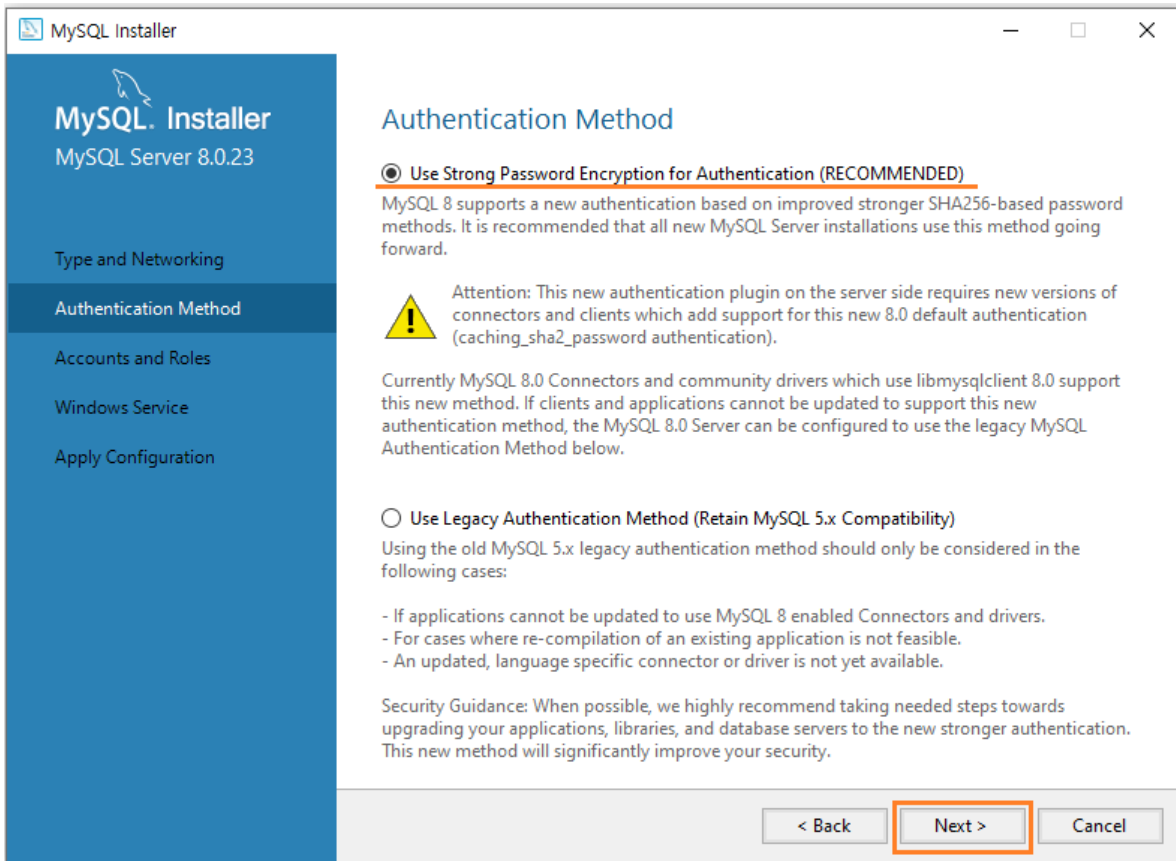 MySQL Installer
MySQL. Installer
MySQL Server 8.0.23
Type and Networking
Authentication Method
Accounts and Roles
Windows Service
Apply Configuration
Authentication Method
Use Strong Password Encryption for Authentication (RECOMMENDED)
MySQL 8 supports a new authentication based on improved stronger SHA256-based password
methods. It is recommended that all new MySQL Server installations use this method going
forward.
Attention: This new authentication plugin on the server side requires new versions of
connectors and clients which add support for this new 8.0 default authentication
(caching_sha2_password authentication).
Currently MySQL 8.0 Connectors and community drivers which use libmysqlclient 8.0 support
this new method. If clients and applications cannot be updated to support this new
authentication method, the MySQL 8.0 Server can be configured to use the legacy MySQL
Authentication Method below.
Use Legacy Authentication Method (Retain MySQL 5.x Compatibility)
Using the old MySQL 5.x legacy authentication method should only be considered in the
following cases:
- If applications cannot be updated to use MySQL 8 enabled Connectors and drivers.
- For cases where re-compilation of an existing application is not feasible.
- An updated, language specific connector or driver is not yet available.
Security Guidance: When possible, we highly recommend taking needed steps towards
upgrading your applications, libraries, and database servers to the new stronger authentication.
This new method will significantly improve your security.
< Back
Next >
Cancel